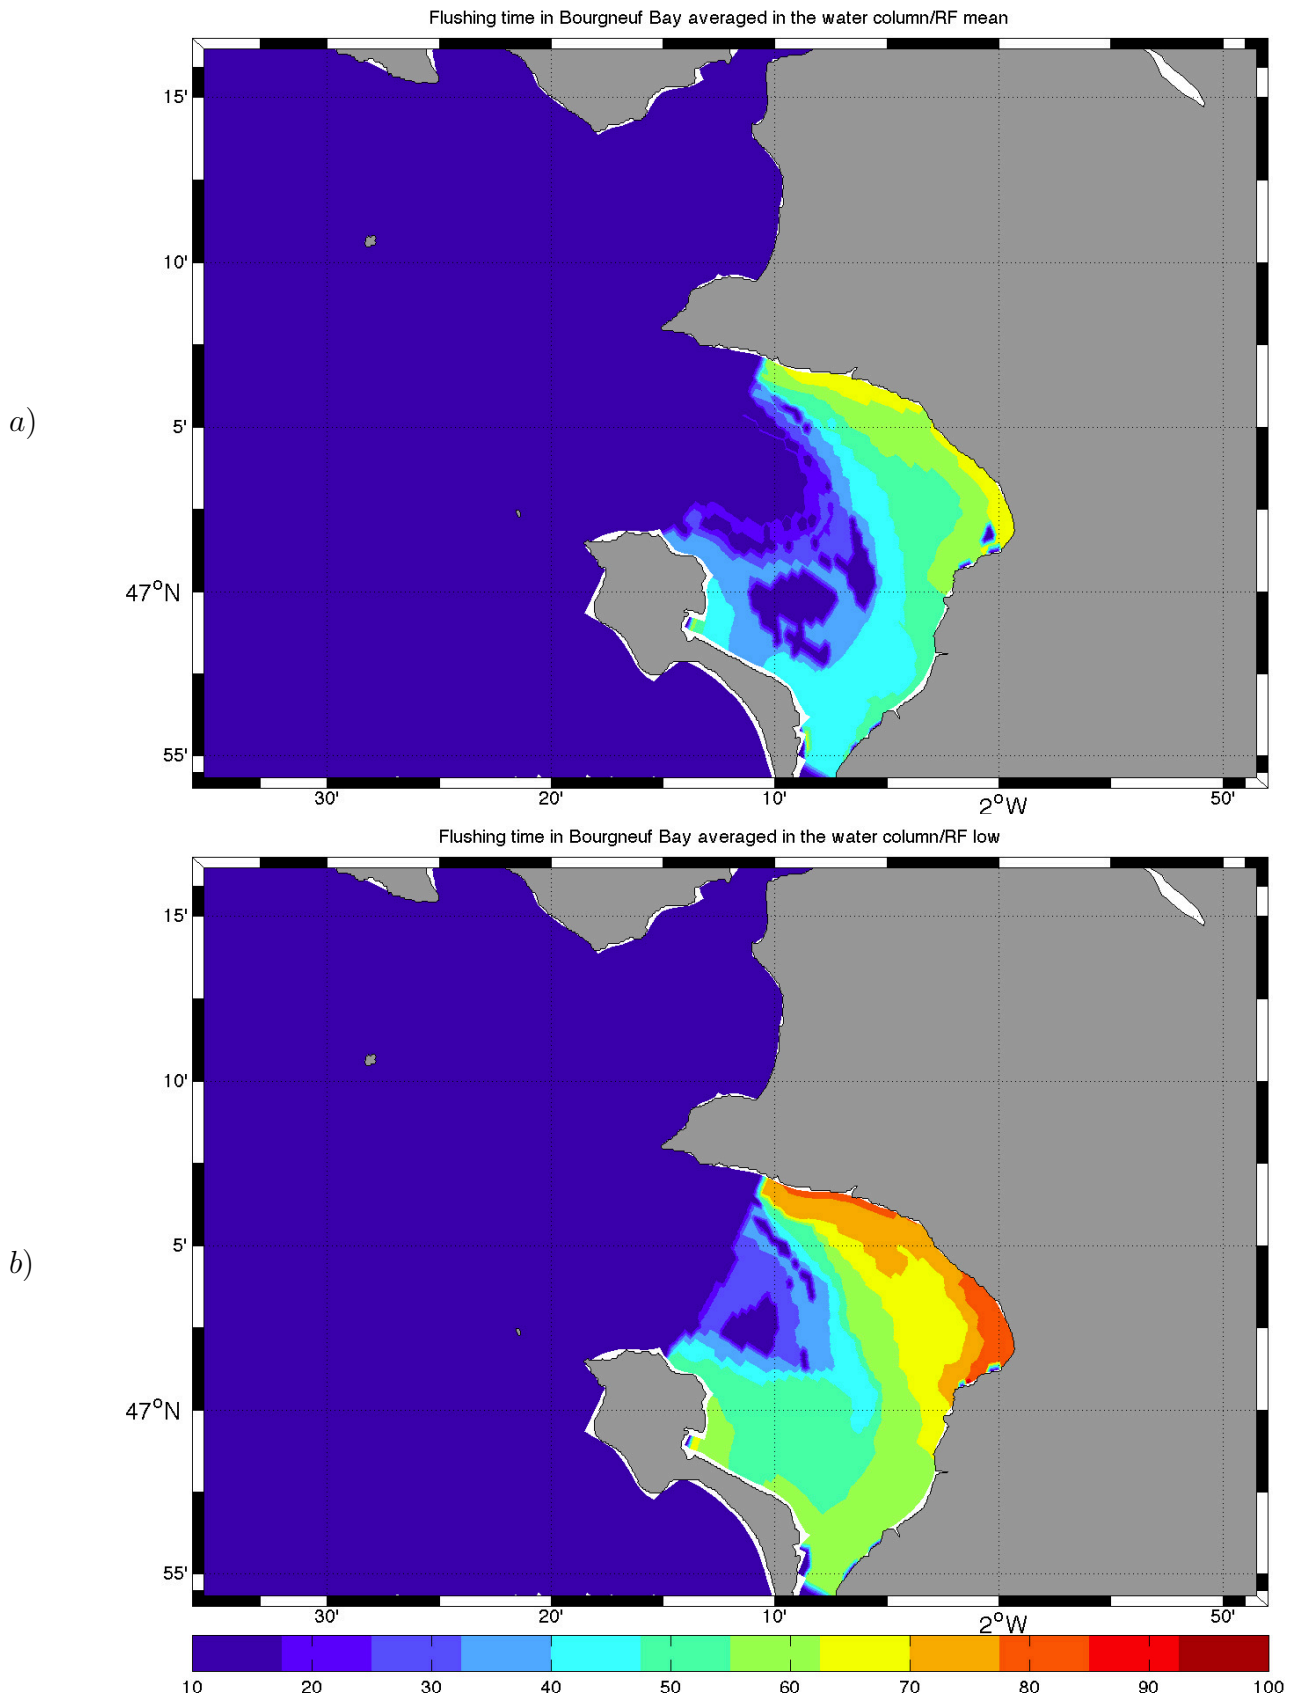 Flushing time in Bourgneuf Bay averaged in the water column/RF mean
15'
10'
a)
5'
47°N
55'
30' 20' 10' 2°W 50'
Flushing time in Bourgneuf Bay averaged in the water column/RF low
15'
10'
5'
b)
47°N
55'
30' 20' 10' 2°W 50'
10 20 30 40 50 60 70 80 90 100